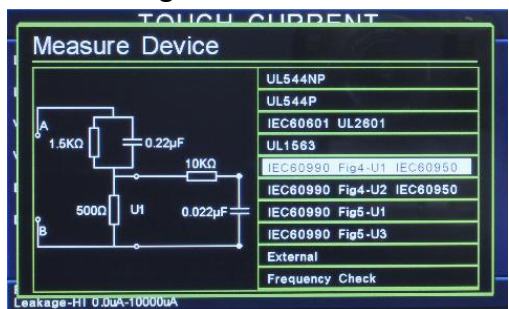 TOUCH CURRENT
Measure Device
UL544NP
UL544P
IEC60601 UL2601
UL1563
IEC60990 Fig4-U1 IEC60950
IEC60990 Fig4-U2 IEC60950
IEC60990 Fig5-U1
IEC60990 Fig5-U3
External
Frequency Check
A
1.5KΩ
0.22µF
10KΩ
500Ω
U1
0.022µF
B
Leakage-HI 0.0uA-10000uA